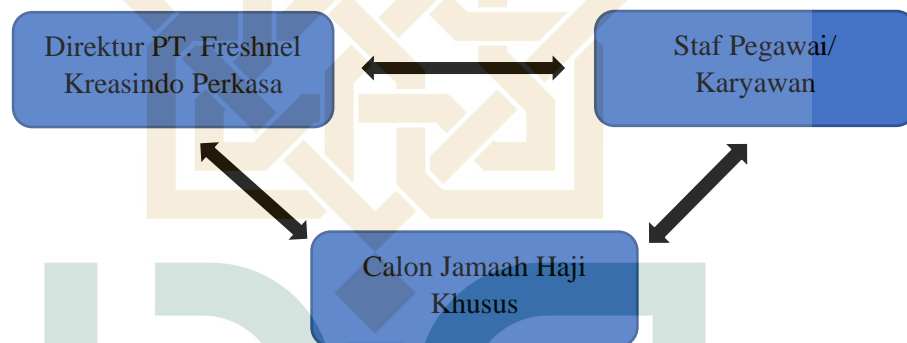 Direktur PT. Freshnel
Kreasindo Perkasa
Staf Pegawai/
Karyawan
Calon Jamaah Haji
Khusus